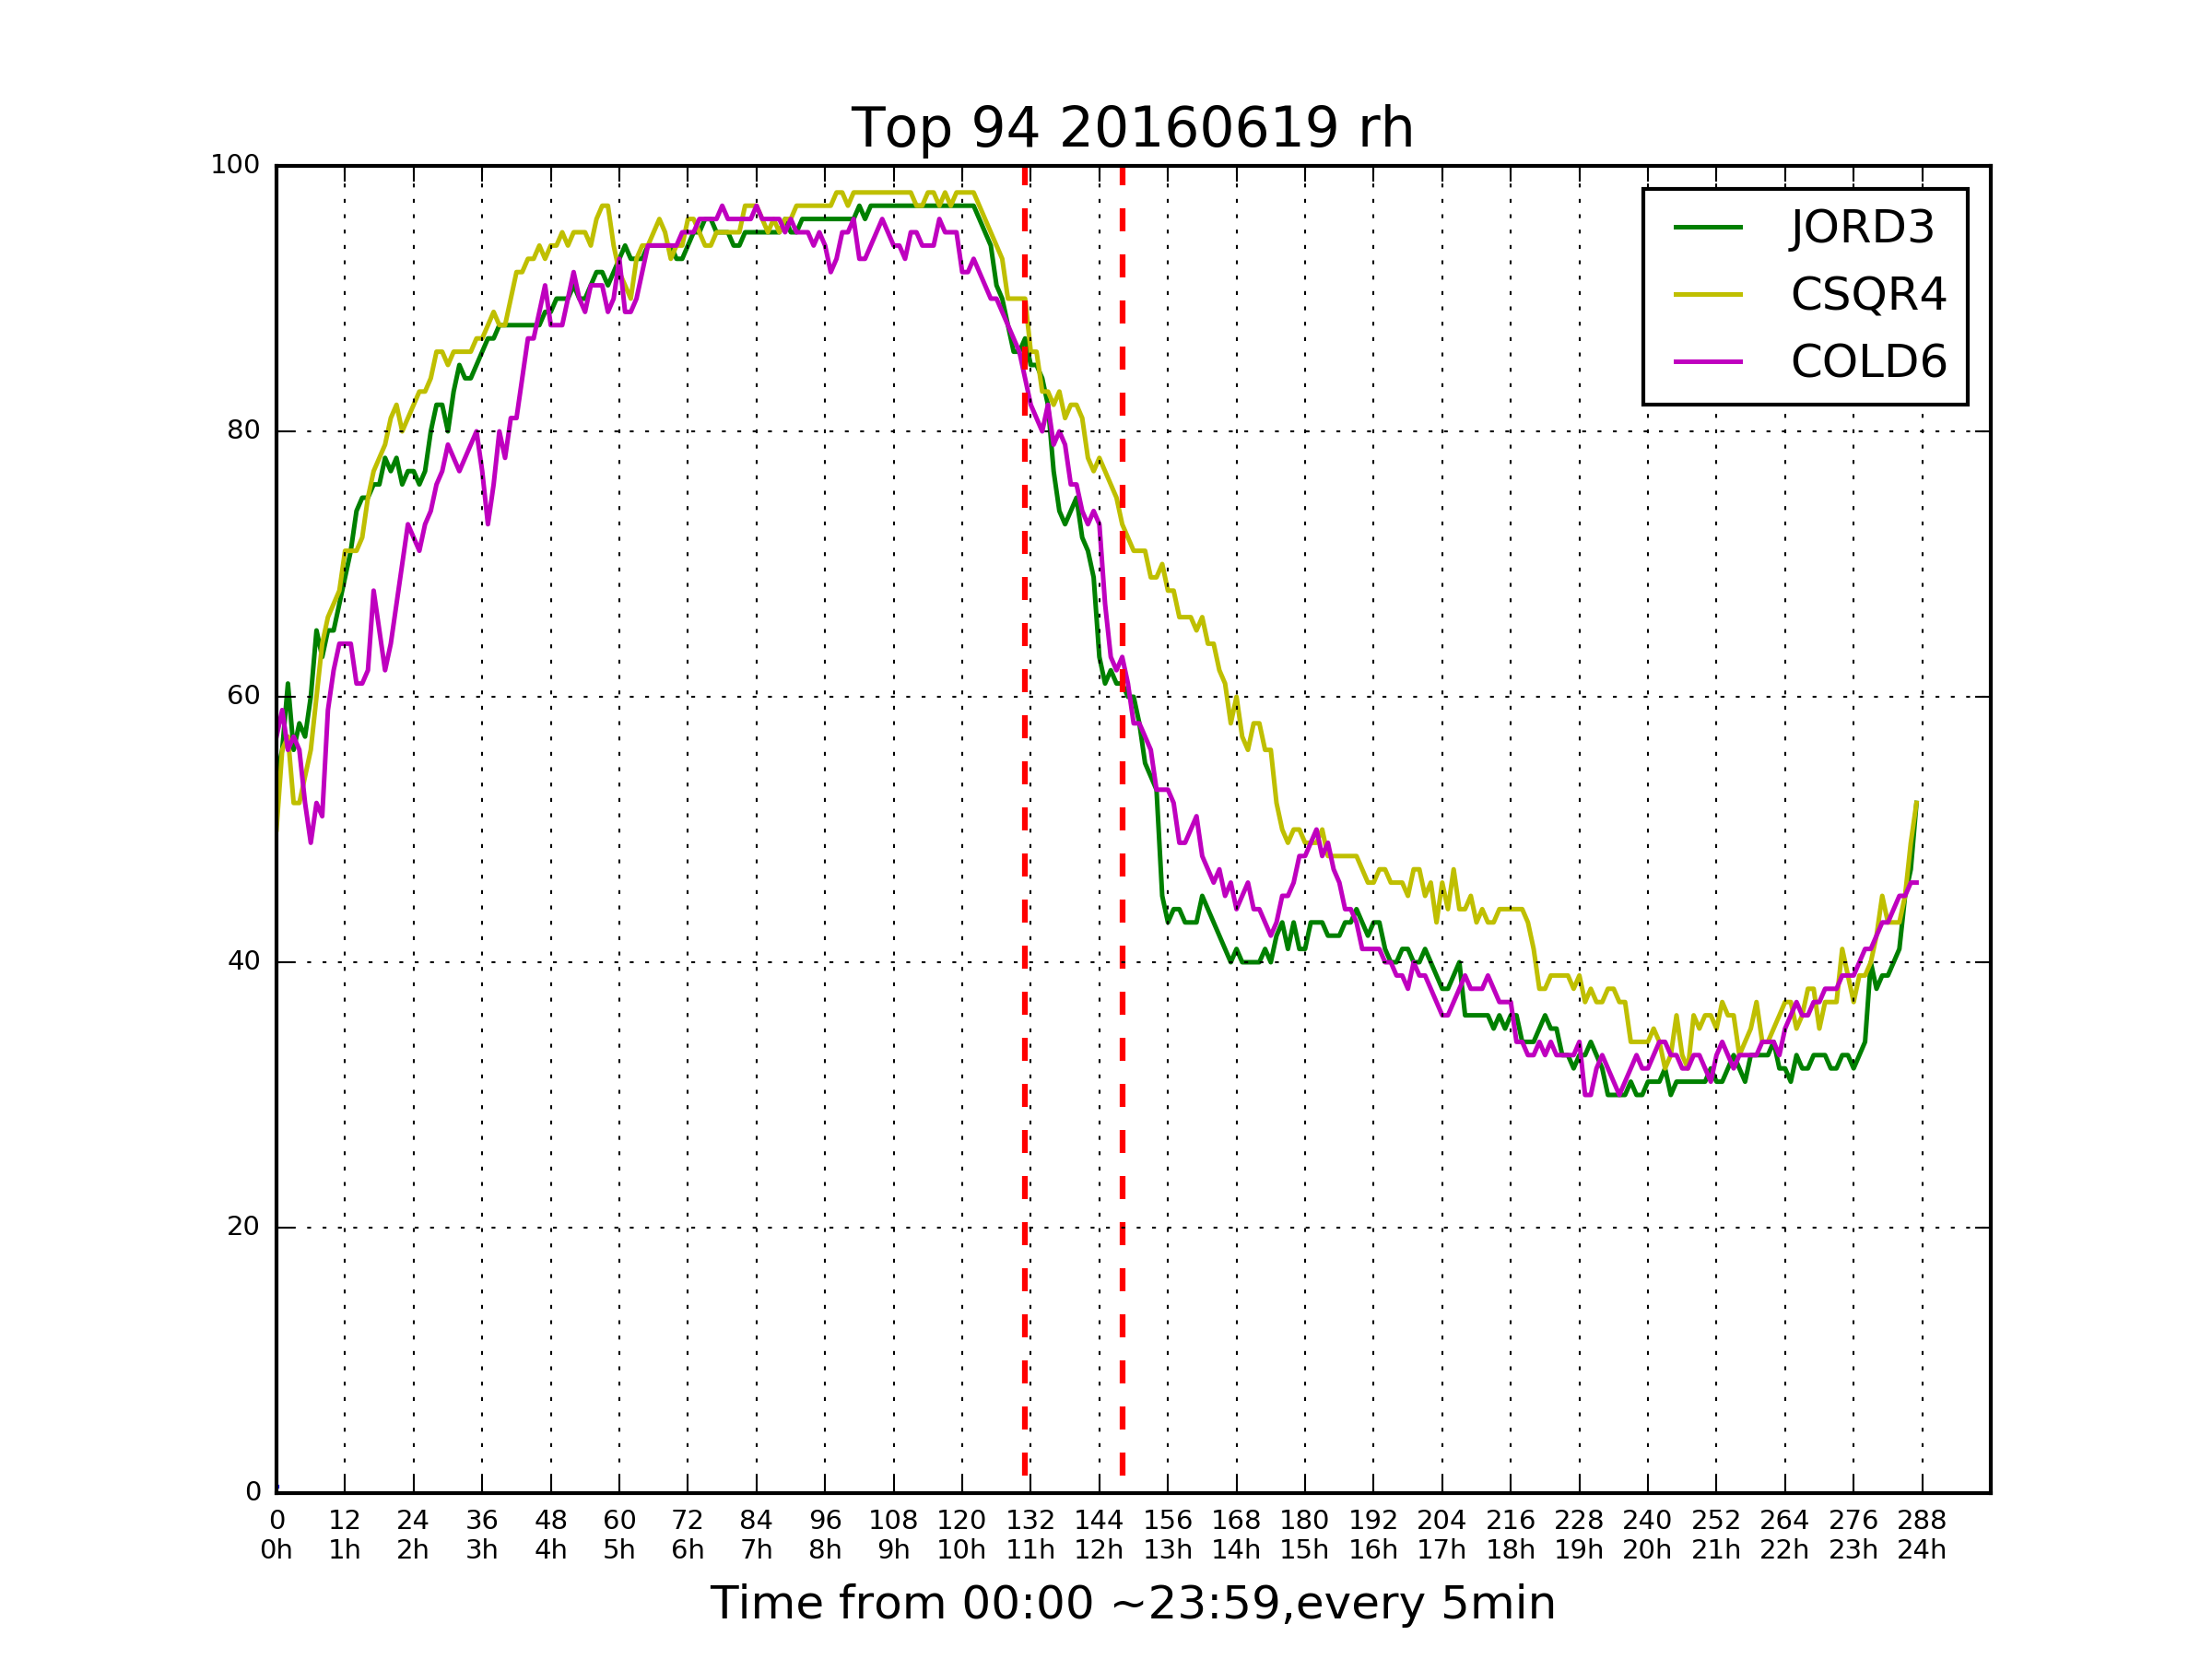 Top 94 20160619 rh
100
80
60
40
20
0
JORD3
CSQR4
COLD6
0 12 24 36 48 60 72 84 96 108 120 132 144 156 168 180 192 204 216 228 240 252 264 276 288
0h 1h 2h 3h 4h 5h 6h 7h 8h 9h 10h 11h 12h 13h 14h 15h 16h 17h 18h 19h 20h 21h 22h 23h 24h
Time from 00:00 ~23:59,every 5min